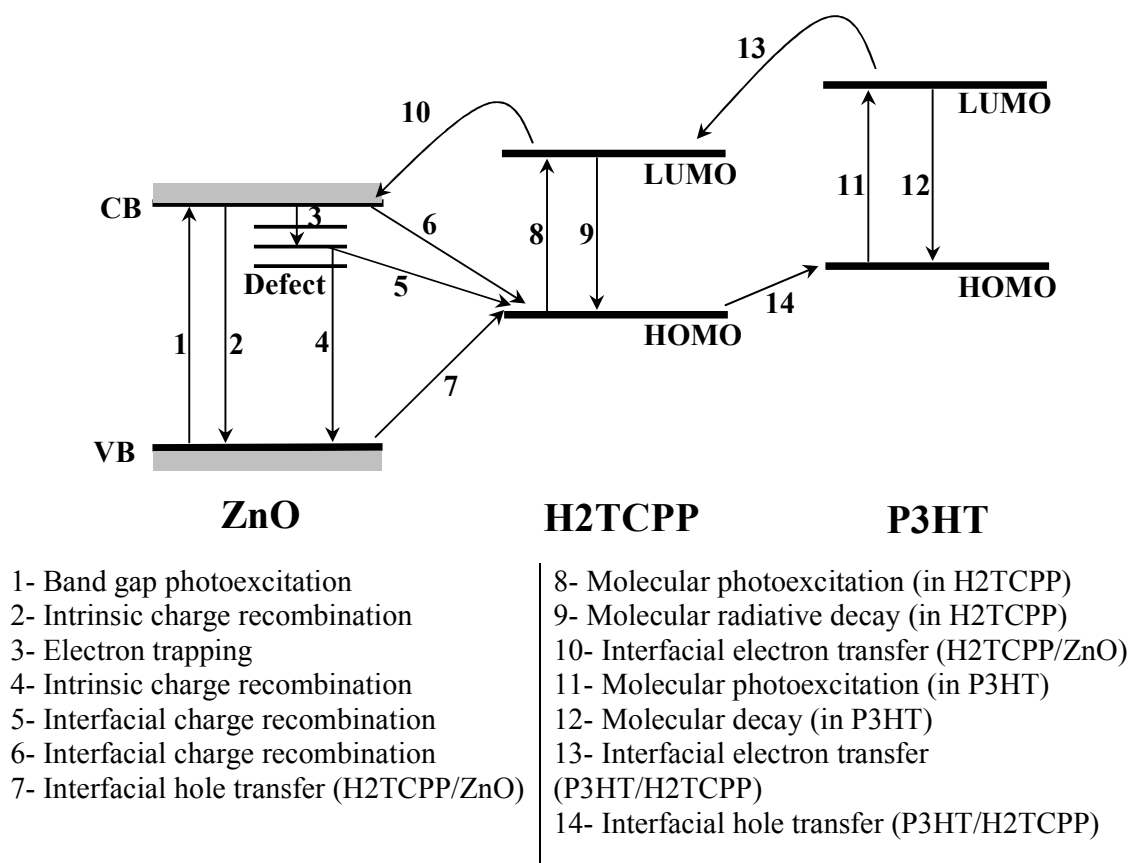 13
LUMO
10
LUMO
11
12
CB
3
6
8
9
Defect
5
HOMO
14
HOMO
1
2
4
7
VB
ZnO
H2TCPP
P3HT
1- Band gap photoexcitation
2- Intrinsic charge recombination
3- Electron trapping
4- Intrinsic charge recombination
5- Interfacial charge recombination
6- Interfacial charge recombination
7- Interfacial hole transfer (H2TCPP/ZnO)
8- Molecular photoexcitation (in H2TCPP)
9- Molecular radiative decay (in H2TCPP)
10- Interfacial electron transfer (H2TCPP/ZnO)
11- Molecular photoexcitation (in P3HT)
12- Molecular decay (in P3HT)
13- Interfacial electron transfer
(P3HT/H2TCPP)
14- Interfacial hole transfer (P3HT/H2TCPP)